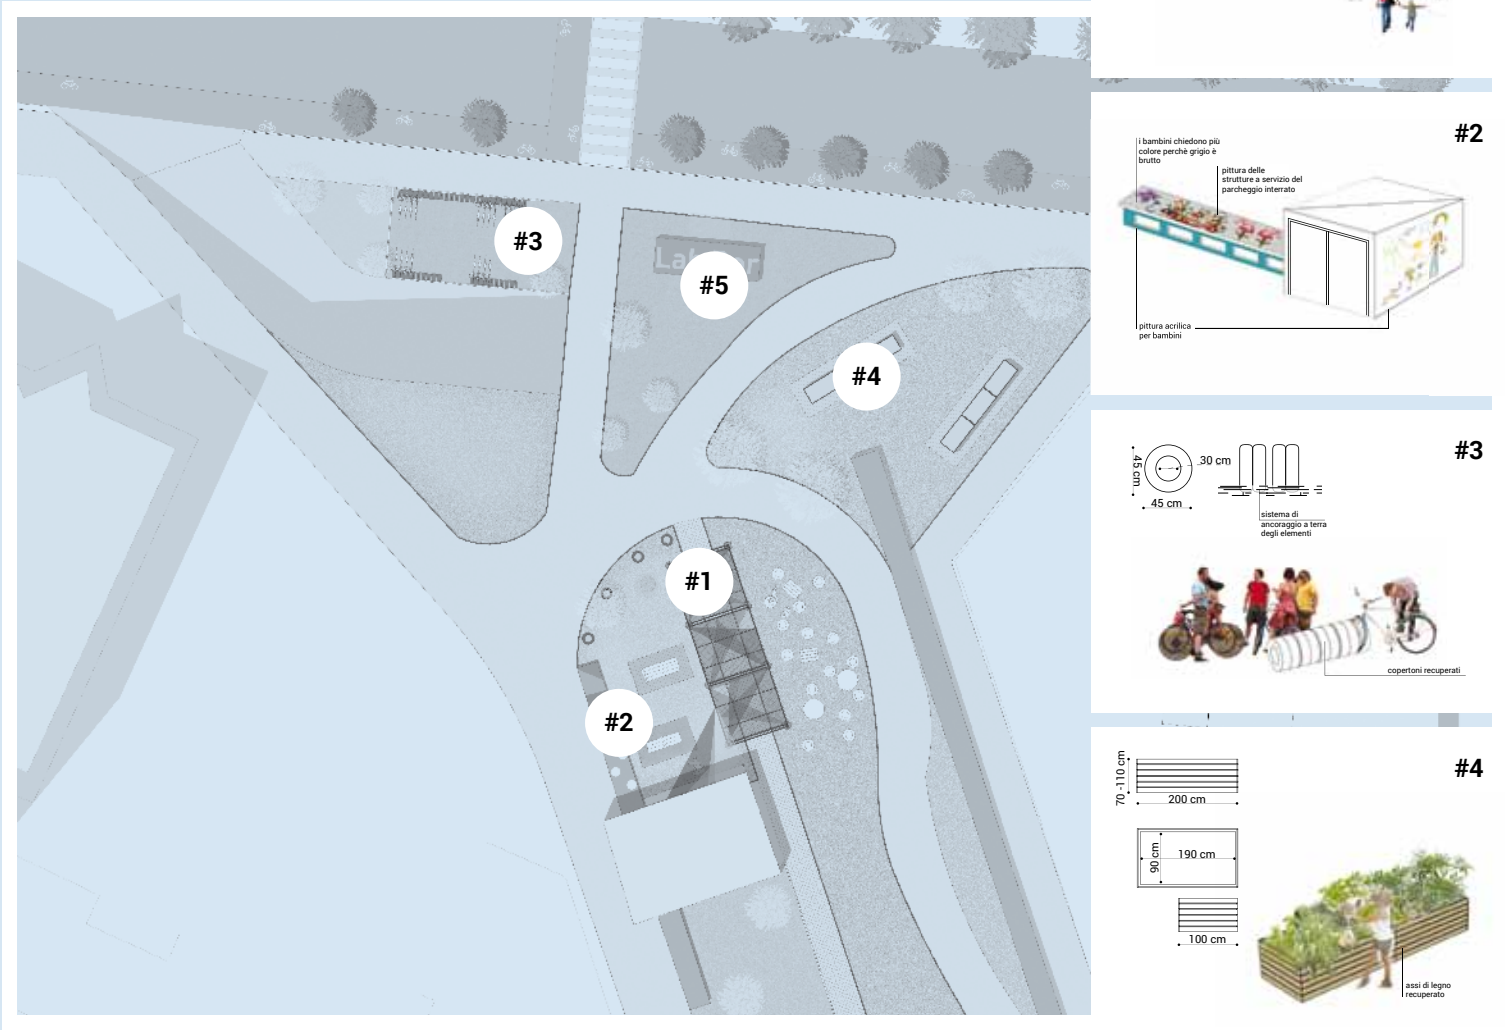 #3
#5
#4
#1
#2
#2
i bambini chiedono più
colore perchè grigio è
brutto
pittura delle
strutture a servizio del
parcheggio interrato
pittura acrilica
per bambini
#3
45 cm
30 cm
45 cm
sistema di
ancoraggio a terra
degli elementi
copertoni recuperati
#4
70 -110 cm
200 cm
90 cm
190 cm
100 cm
assi di legno
recuperato